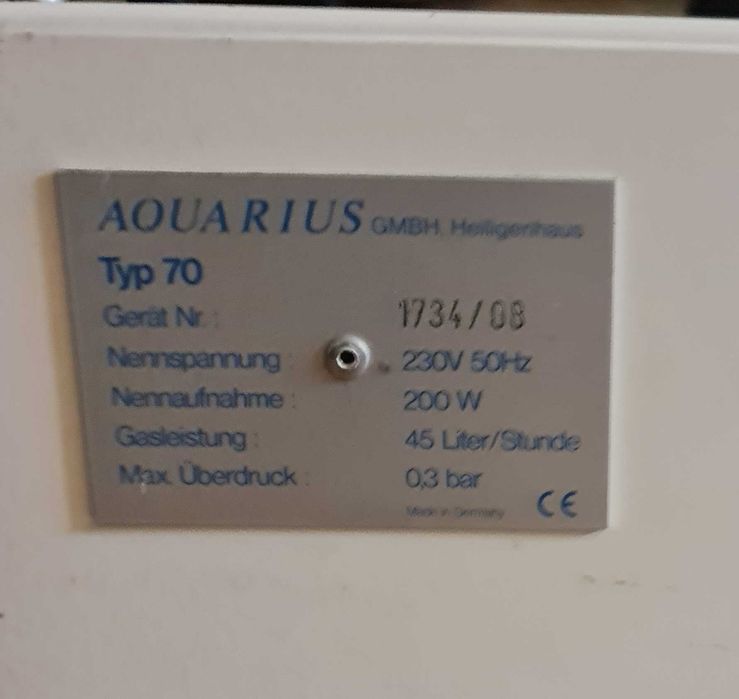 AQUARIUS GMBH. Heiligenhaus
Typ 70
Gerät Nr. : 1734/08
Nennspannung : 230V 50Hz
Nennaufnahme : 200 W
Gasleistung : 45 Liter/Stunde
Max. Überdruck : 0,3 bar
Made in Germany CE